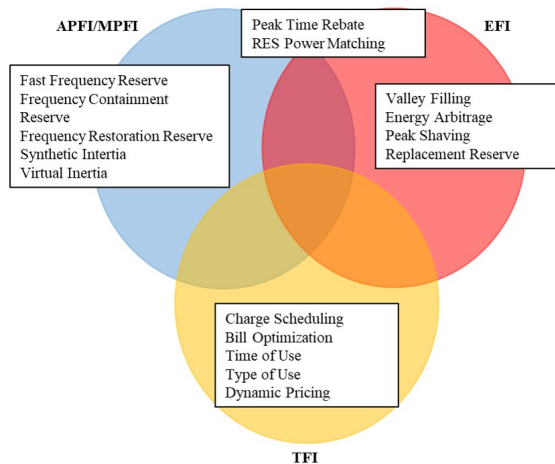 APFI/MPFI
Peak Time Rebate
RES Power Matching
EFI
Fast Frequency Reserve
Frequency Containment
Reserve
Frequency Restoration Reserve
Synthetic Inertia
Virtual Inertia
Valley Filling
Energy Arbitrage
Peak Shaving
Replacement Reserve
Charge Scheduling
Bill Optimization
Time of Use
Type of Use
Dynamic Pricing
TFI